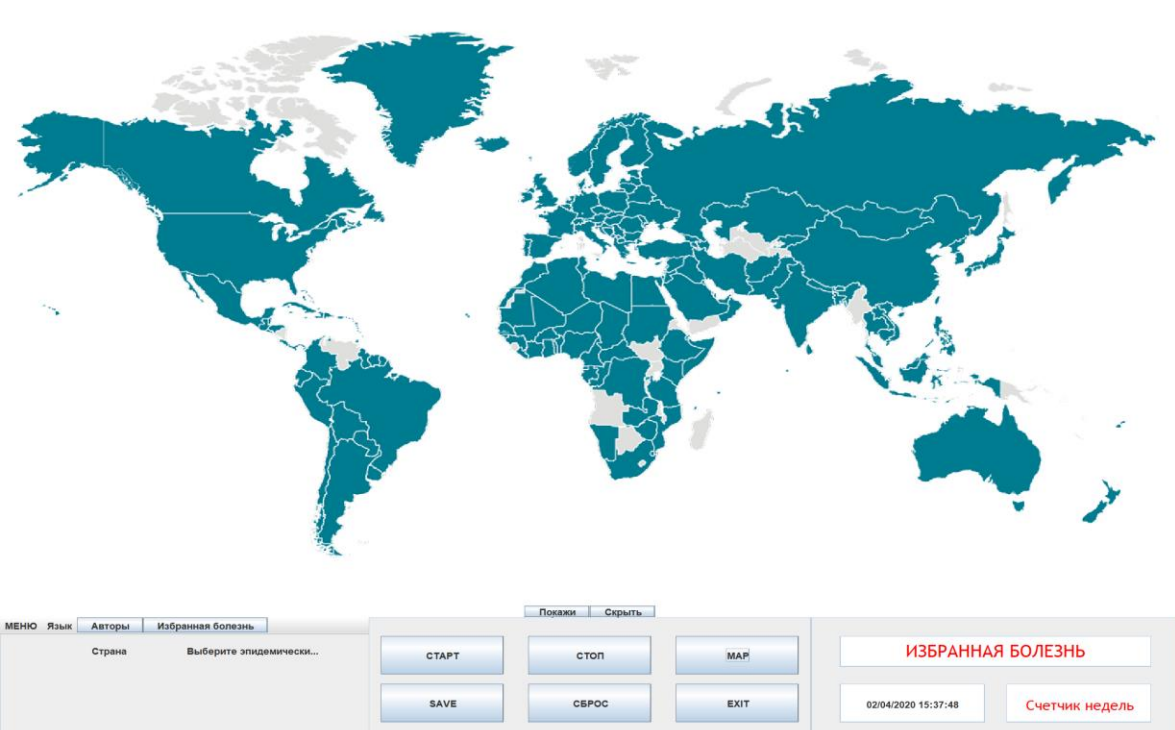 Покажи Скрыть
МЕНЮ Язык Авторы Избранная болезнь
Страна Выберите эпидемически...
СТАРТ СТОП MAP
ИЗБРАННАЯ БОЛЕЗНЬ
SAVE СБРОС EXIT
02/04/2020 15:37:48 Счетчик недель